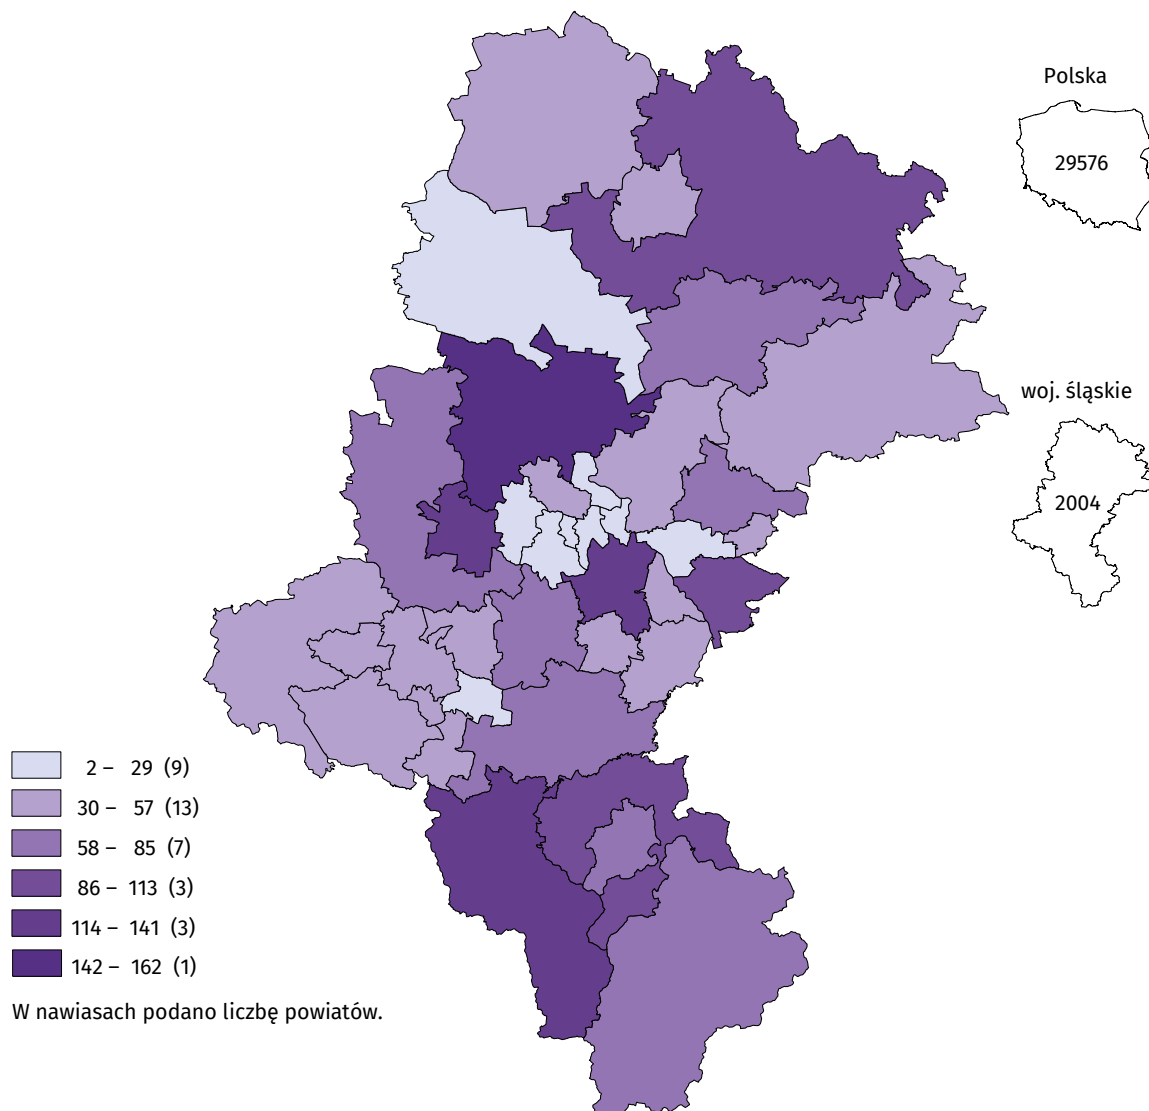 Polska
29576
woj. śląskie
2004
2 – 29 (9)
30 – 57 (13)
58 – 85 (7)
86 – 113 (3)
114 – 141 (3)
142 – 162 (1)
W nawiasach podano liczbę powiatów.